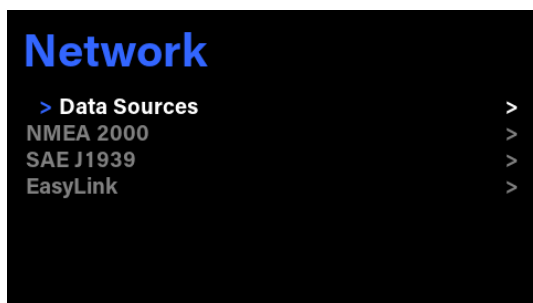 Network
> Data Sources >
NMEA 2000 >
SAE J1939 >
EasyLink >